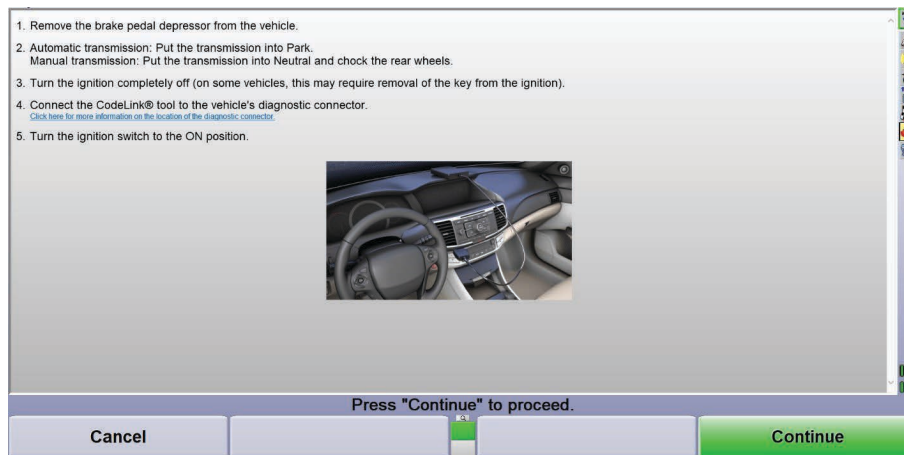 1. Remove the brake pedal depressor from the vehicle.
2. Automatic transmission: Put the transmission into Park.
Manual transmission: Put the transmission into Neutral and chock the rear wheels.
3. Turn the ignition completely off (on some vehicles, this may require removal of the key from the ignition).
4. Connect the CodeLink® tool to the vehicle's diagnostic connector.
Click here for more information on the location of the diagnostic connector.
5. Turn the ignition switch to the ON position.
Press "Continue" to proceed.
Cancel
Continue